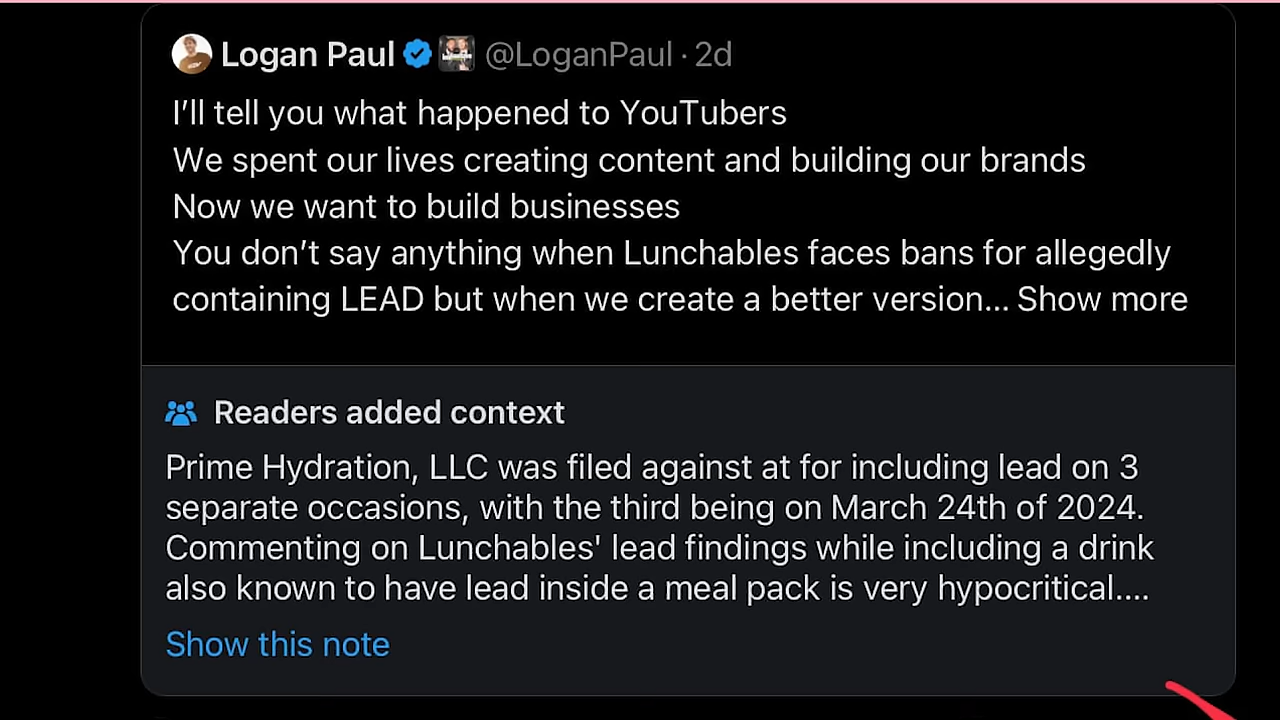 Logan Paul @LoganPaul · 2d
I’ll tell you what happened to YouTubers
We spent our lives creating content and building our brands
Now we want to build businesses
You don’t say anything when Lunchables faces bans for allegedly
containing LEAD but when we create a better version... Show more
Readers added context
Prime Hydration, LLC was filed against at for including lead on 3
separate occasions, with the third being on March 24th of 2024.
Commenting on Lunchables' lead findings while including a drink
also known to have lead inside a meal pack is very hypocritical....
Show this note